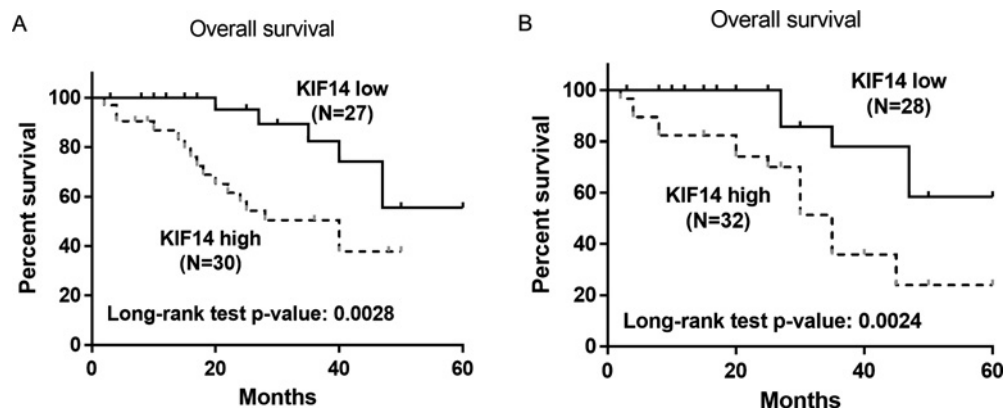 A
Overall survival
Percent survival
100
80
60
40
20
0
KIF14 low
(N=27)
KIF14 high
(N=30)
Long-rank test p-value: 0.0028
0
20
40
60
Months
B
Overall survival
Percent survival
100
80
60
40
20
0
KIF14 low
(N=28)
KIF14 high
(N=32)
Long-rank test p-value: 0.0024
0
20
40
60
Months